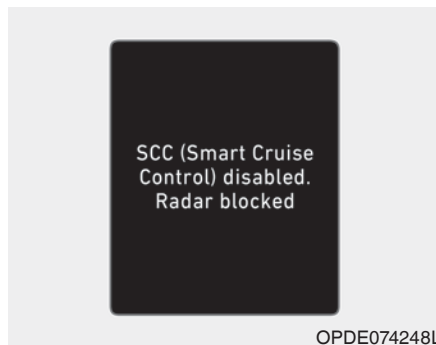 SCC (Smart Cruise
Control) disabled.
Radar blocked
OPDE074248L